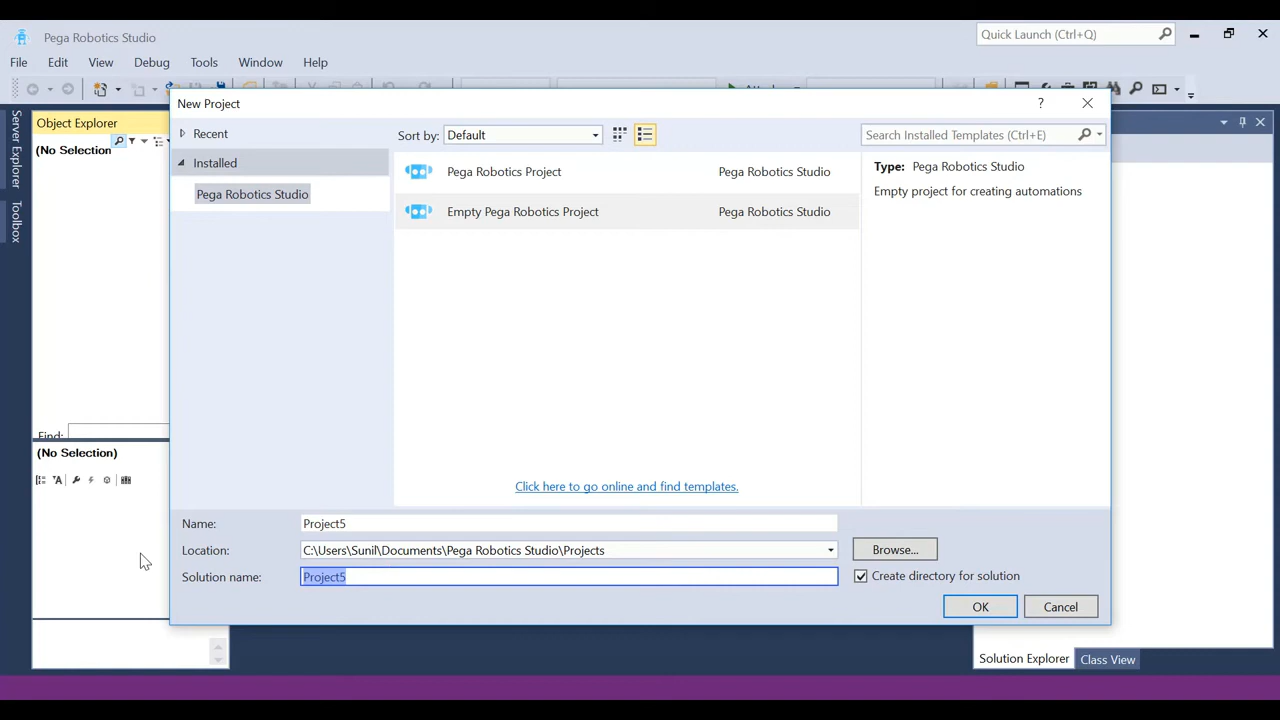 Pega Robotics Studio
Quick Launch (Ctrl+Q)
File Edit View Debug Tools Window Help
New Project
Server Explorer
Toolbox
Object Explorer
(No Selection
Find:
(No Selection)
Recent
Installed
Pega Robotics Studio
Sort by: Default
Search Installed Templates (Ctrl+E)
Pega Robotics Project Pega Robotics Studio
Empty Pega Robotics Project Pega Robotics Studio
Type: Pega Robotics Studio
Empty project for creating automations
Click here to go online and find templates.
Name: Project5
Location: C:\Users\Sunil\Documents\Pega Robotics Studio\Projects
Browse...
Solution name: Project5
Create directory for solution
OK Cancel
Solution Explorer Class View